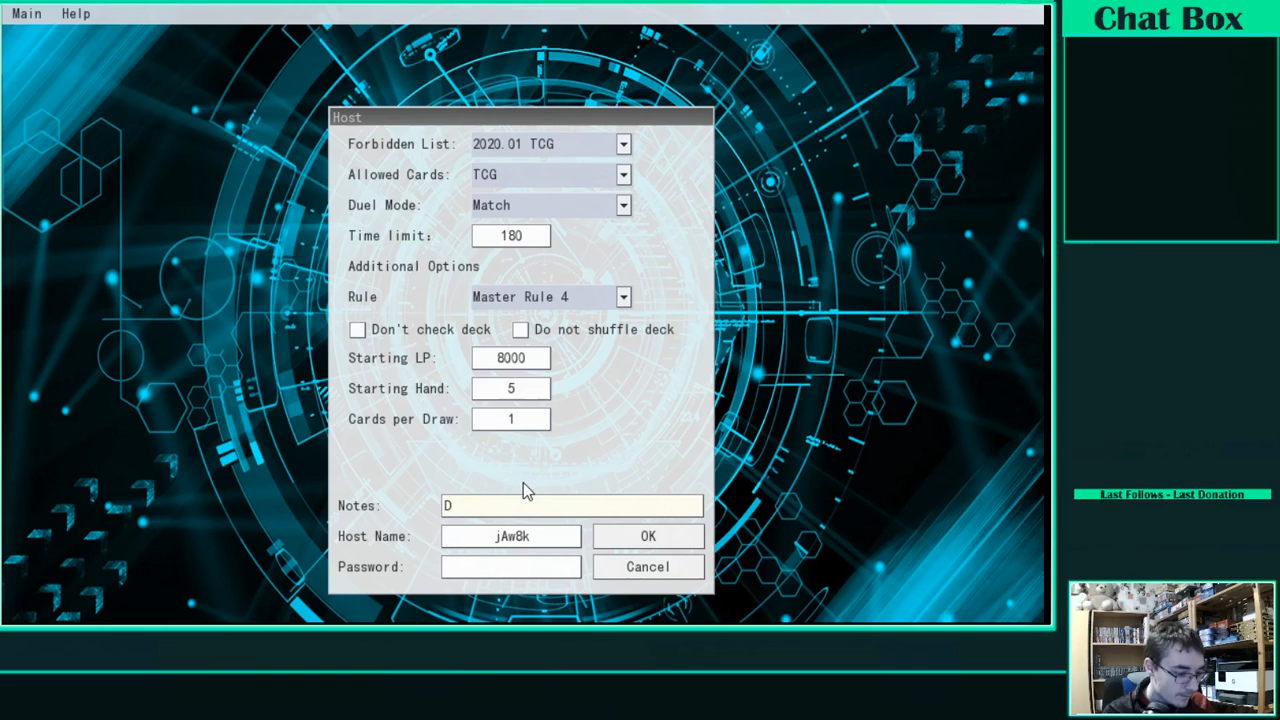 Main Help
Chat Box
Host
Forbidden List: 2020.01 TCG
Allowed Cards: TCG
Duel Mode: Match
Time limit: 180
Additional Options
Rule Master Rule 4
Don't check deck Do not shuffle deck
Starting LP: 8000
Starting Hand: 5
Cards per Draw: 1
Last Follows - Last Donation
Notes: D
Host Name: jAw8k OK
Password: Cancel